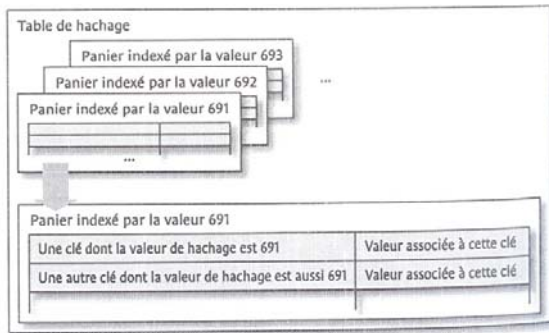 Table de hachage
Panier indexé par la valeur 693
Panier indexé par la valeur 692
...
Panier indexé par la valeur 691
...
Panier indexé par la valeur 691
Une clé dont la valeur de hachage est 691 Valeur associée à cette clé
Une autre clé dont la valeur de hachage est aussi 691 Valeur associée à cette clé